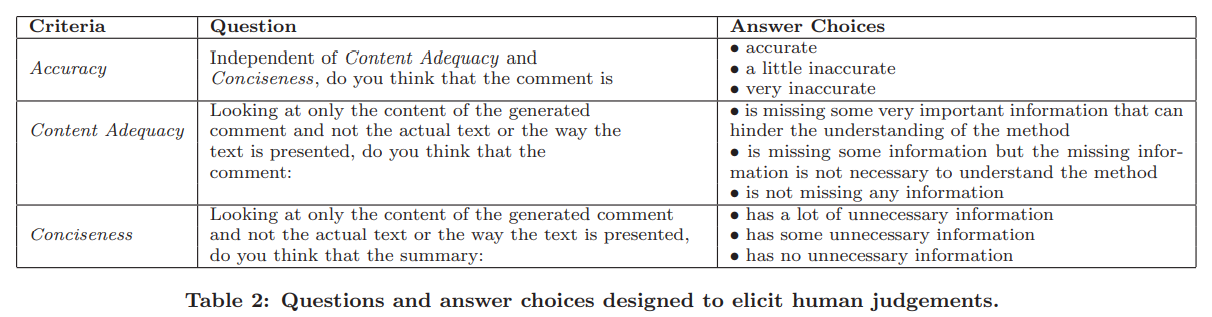 Criteria Question Answer Choices
Accuracy
Independent of Content Adequacy and
Conciseness, do you think that the comment is
• accurate
• a little inaccurate
• very inaccurate
Content Adequacy
Looking at only the content of the generated
comment and not the actual text or the way the
text is presented, do you think that the
comment:
• is missing some very important information that can
hinder the understanding of the method
• is missing some information but the missing infor-
mation is not necessary to understand the method
• is not missing any information
Conciseness
Looking at only the content of the generated comment
and not the actual text or the way the text is presented,
do you think that the summary:
• has a lot of unnecessary information
• has some unnecessary information
• has no unnecessary information
Table 2: Questions and answer choices designed to elicit human judgements.